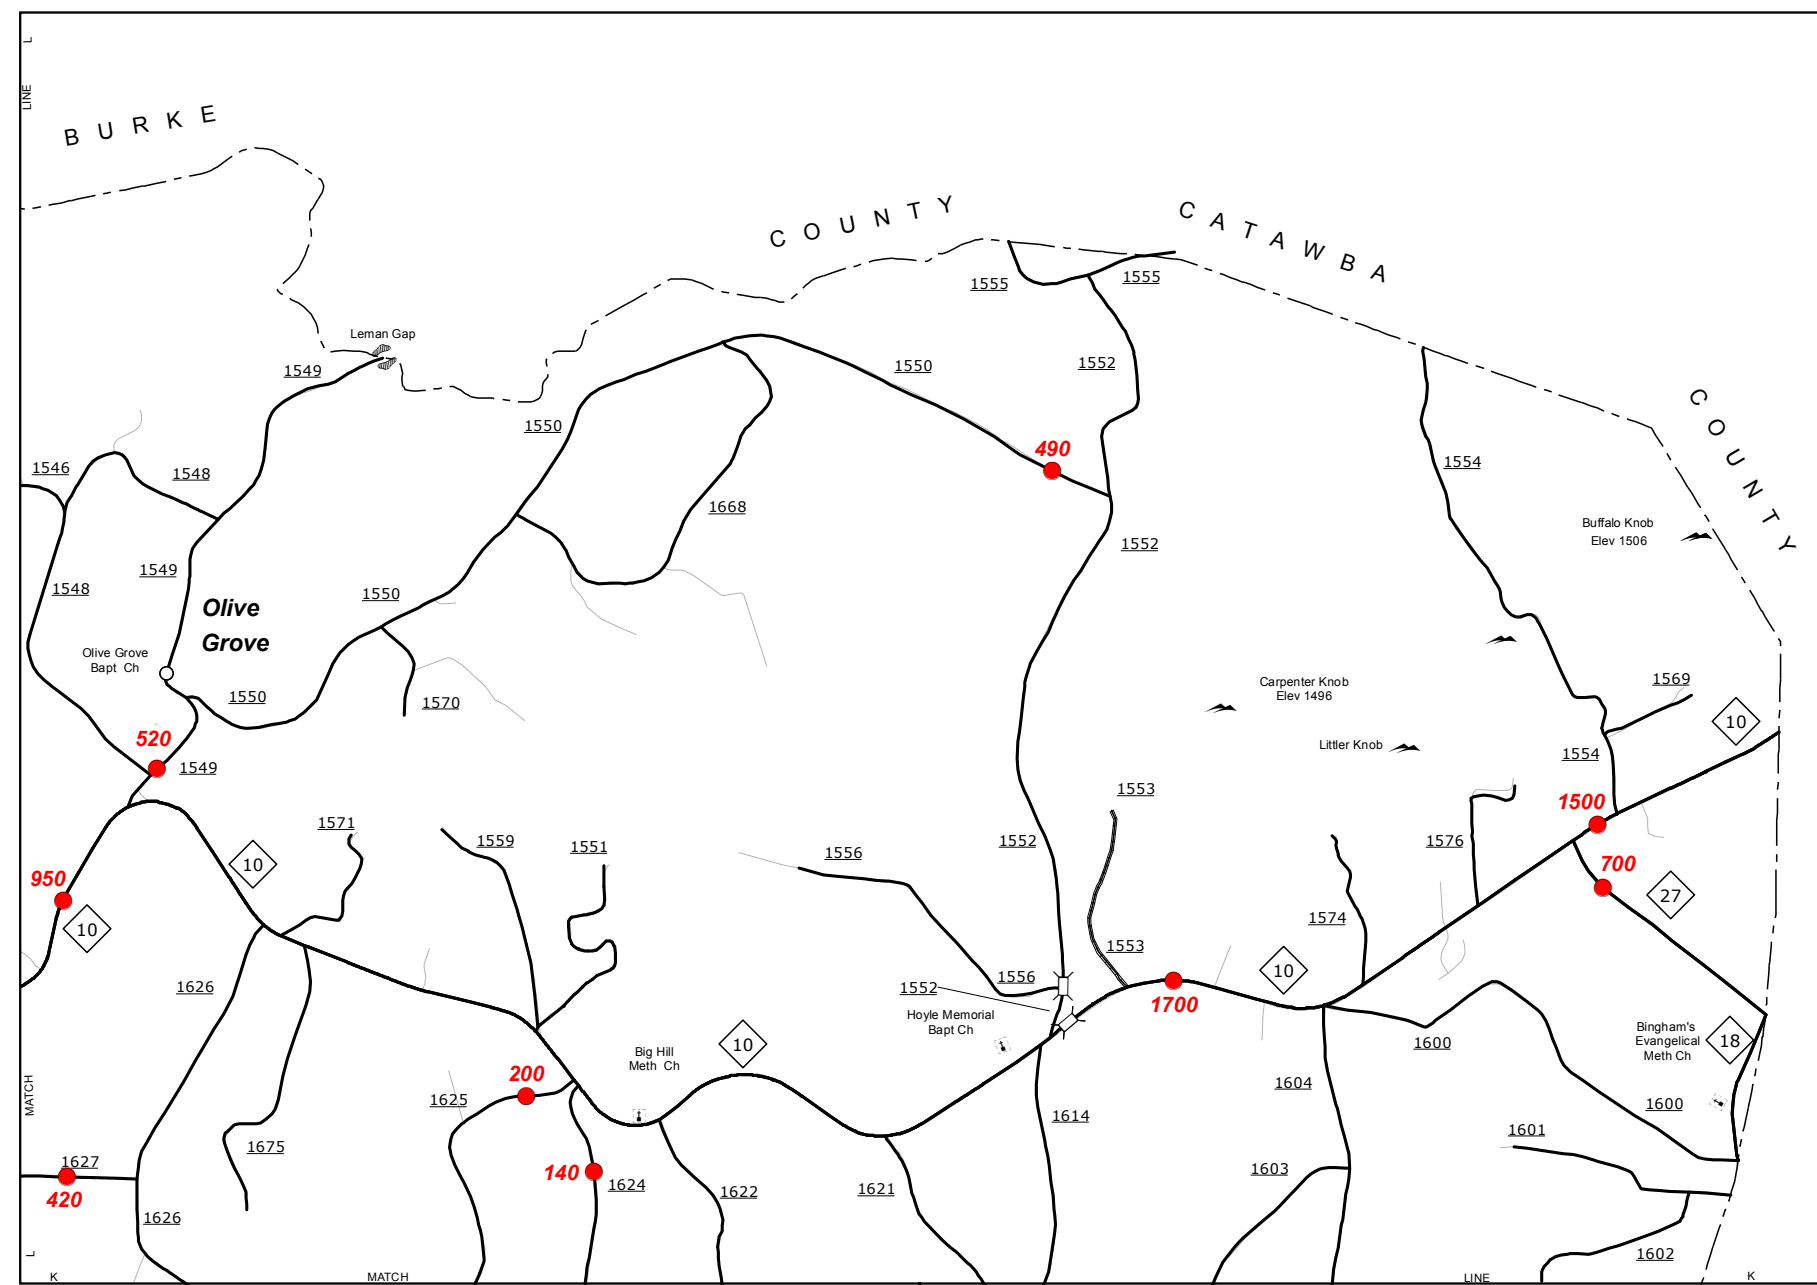 L
LINE
BURKE
COUNTY
CATAWBA
COUNTY
1555
1555
Leman Gap
1549
1550
1552
1550
490
1546
1548
1554
1668
Buffalo Knob
Elev 1506
1552
1549
1548
1550
Olive
Grove
Olive Grove
Bapt Ch
Carpenter Knob
Elev 1496
1569
1550
1570
10
520
Littler Knob
1549
1554
1553
1500
1571
1559
1551
1552
1576
10
1556
700
950
27
10
1574
1553
10
1626
1556
1552
1700
Hoyle Memorial
Bapt Ch
Bingham's
Evangelical
Meth Ch
18
10
1600
Big Hill
Meth Ch
200
1604
MATCH
1625
1600
1614
1601
1675
1627
140
1603
420
1624
1622
1621
1626
L
1602
K
MATCH
LINE
K